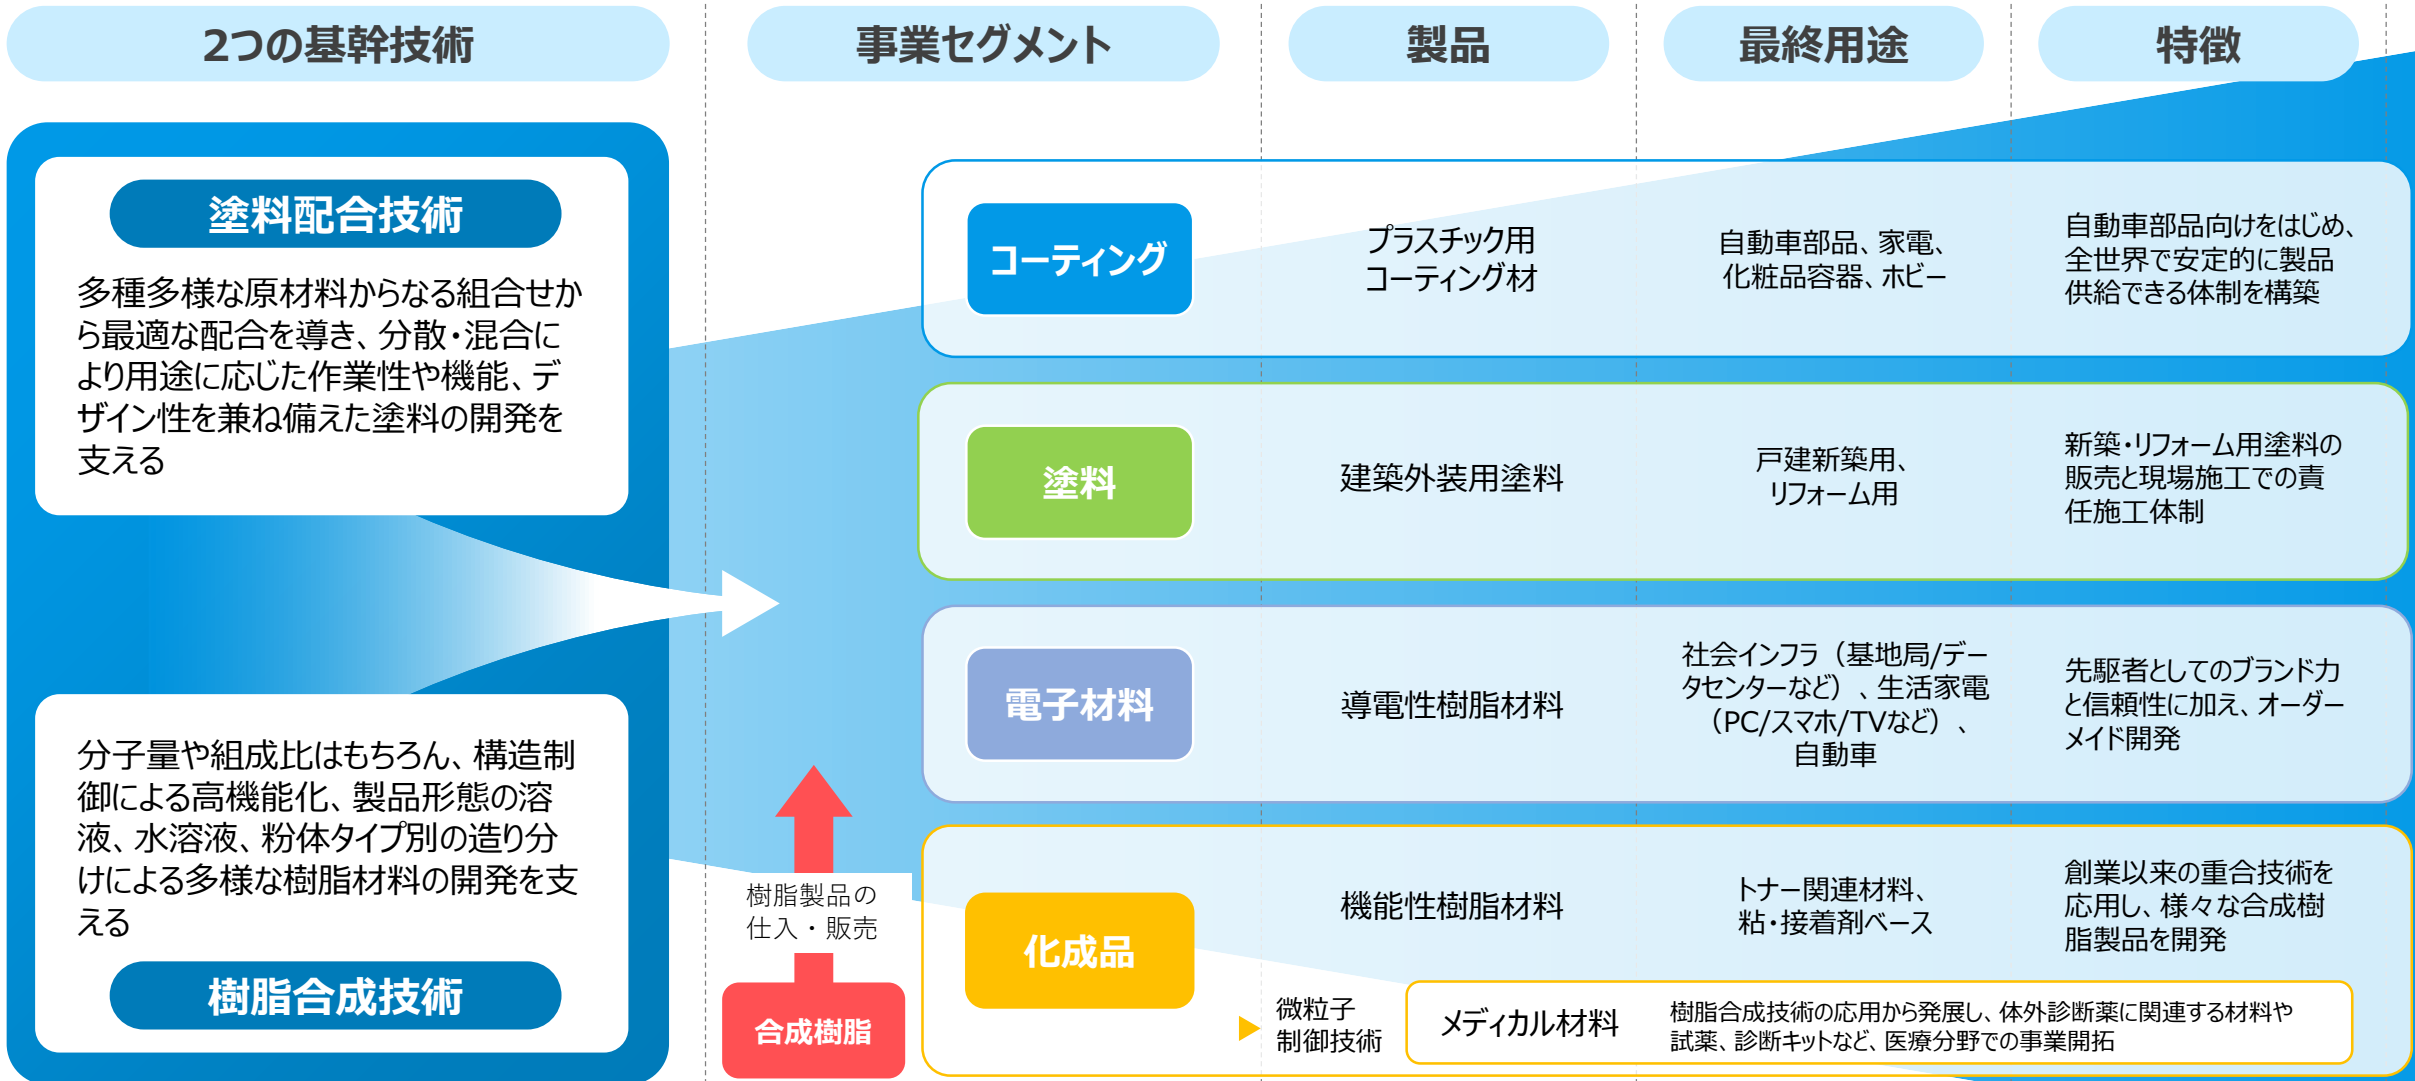 2つの基幹技術
事業セグメント
製品
最終用途
特徴
塗料配合技術
多種多様な原材料からなる組合せか
ら最適な配合を導き、分散・混合に
より用途に応じた作業性や機能、デ
ザイン性を兼ね備えた塗料の開発を
支える
分子量や組成比はもちろん、構造制
御による高機能化、製品形態の溶
液、水溶液、粉体タイプ別の造り分
けによる多様な樹脂材料の開発を支
える
樹脂合成技術
樹脂製品の
仕入・販売
合成樹脂
コーティング
プラスチック用
コーティング材
自動車部品、家電、
化粧品容器、ホビー
自動車部品向けをはじめ、
全世界で安定的に製品
供給できる体制を構築
塗料
建築外装用塗料
戸建新築用、
リフォーム用
新築・リフォーム用塗料の
販売と現場施工での責
任施工体制
電子材料
導電性樹脂材料
社会インフラ（基地局/デー
タセンターなど）、生活家電
（PC/スマホ/TVなど）、
自動車
先駆者としてのブランド力
と信頼性に加え、オーダー
メイド開発
化成品
機能性樹脂材料
トナー関連材料、
粘・接着剤ベース
創業以来の重合技術を
応用し、様々な合成樹
脂製品を開発
微粒子
制御技術
メディカル材料
樹脂合成技術の応用から発展し、体外診断薬に関連する材料や
試薬、診断キットなど、医療分野での事業開拓